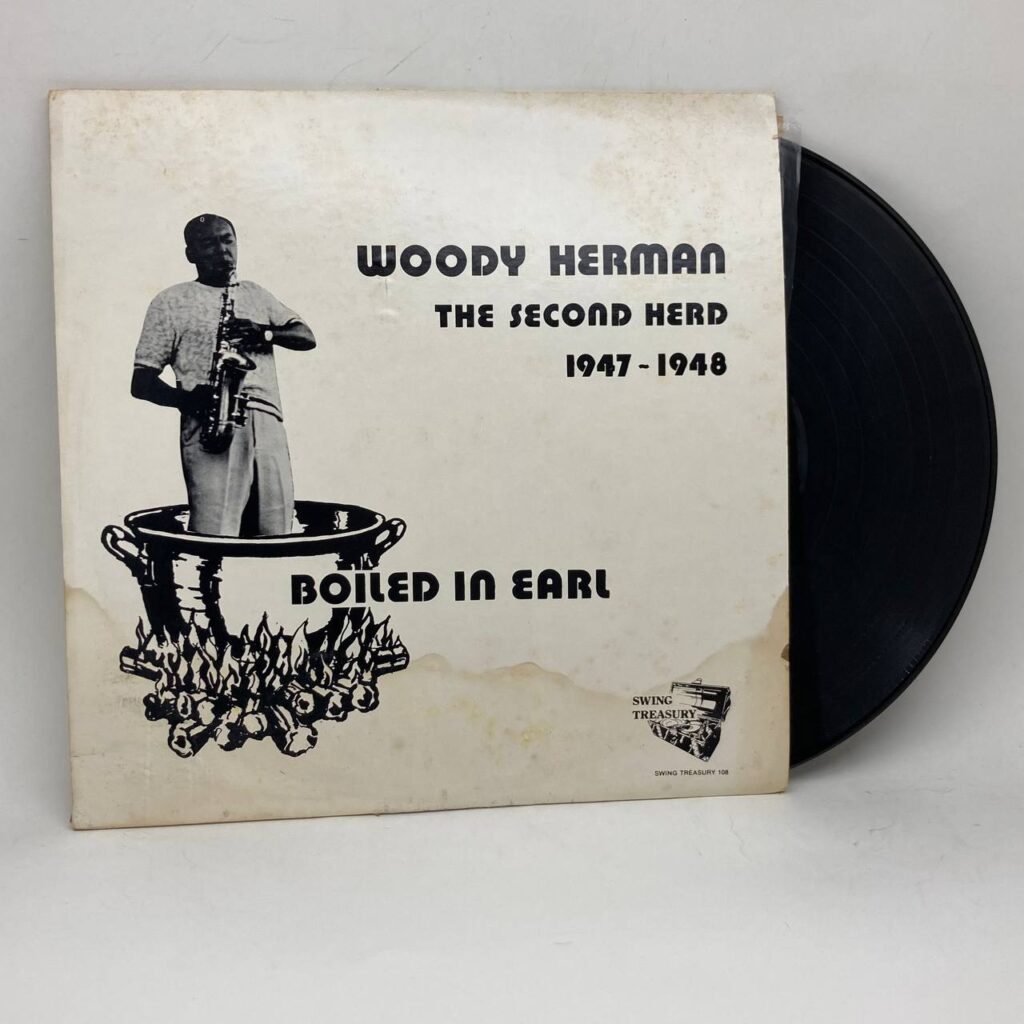 WOODY HERMAN
THE SECOND HERD
1947-1948
BOILED IN EARL
SWING
TREASURY
SWING TREASURY 108